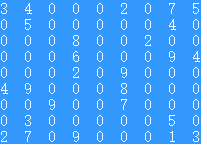 3 4 0 0 0 2 0 7 5
0 5 0 0 0 0 0 4 0
0 0 0 8 0 0 2 0 0
0 0 0 6 0 0 0 9 4
0 0 0 2 0 9 0 0 0
4 9 0 0 0 8 0 0 0
0 0 9 0 0 7 0 0 0
0 3 0 0 0 0 0 5 0
2 7 0 9 0 0 0 1 3